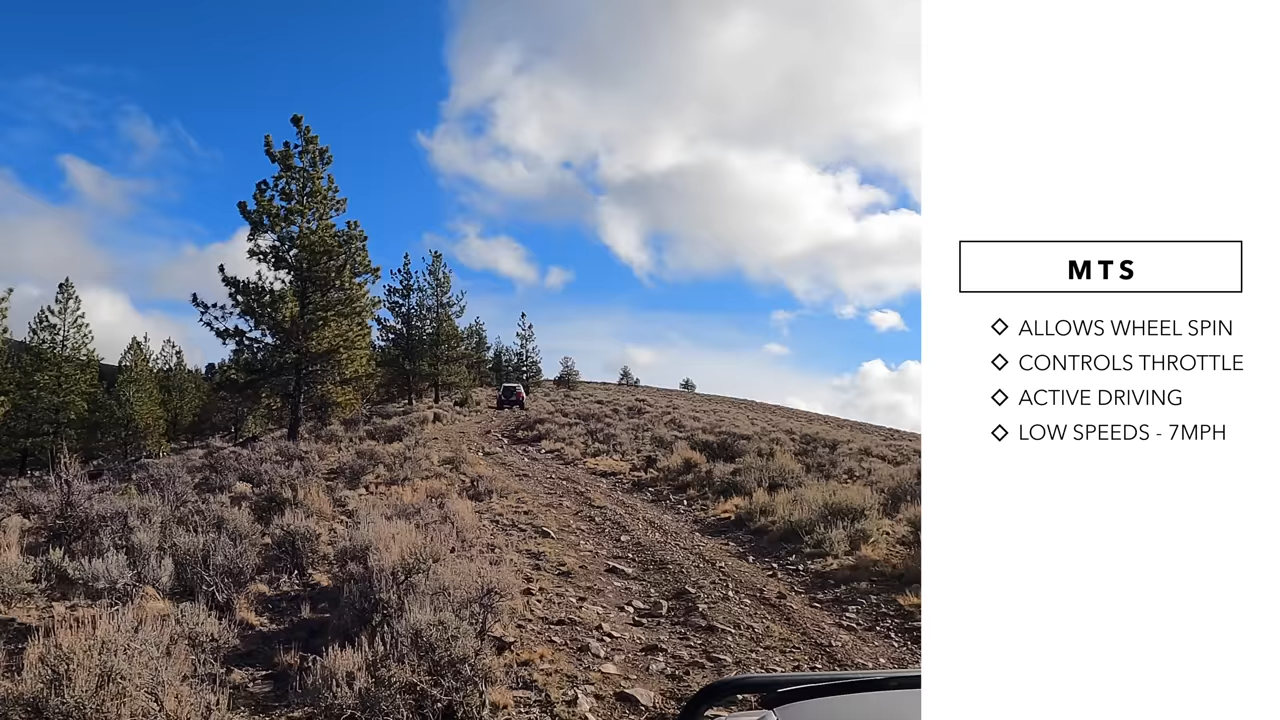 MTS
ALLOWS WHEEL SPIN
CONTROLS THROTTLE
ACTIVE DRIVING
LOW SPEEDS - 7MPH